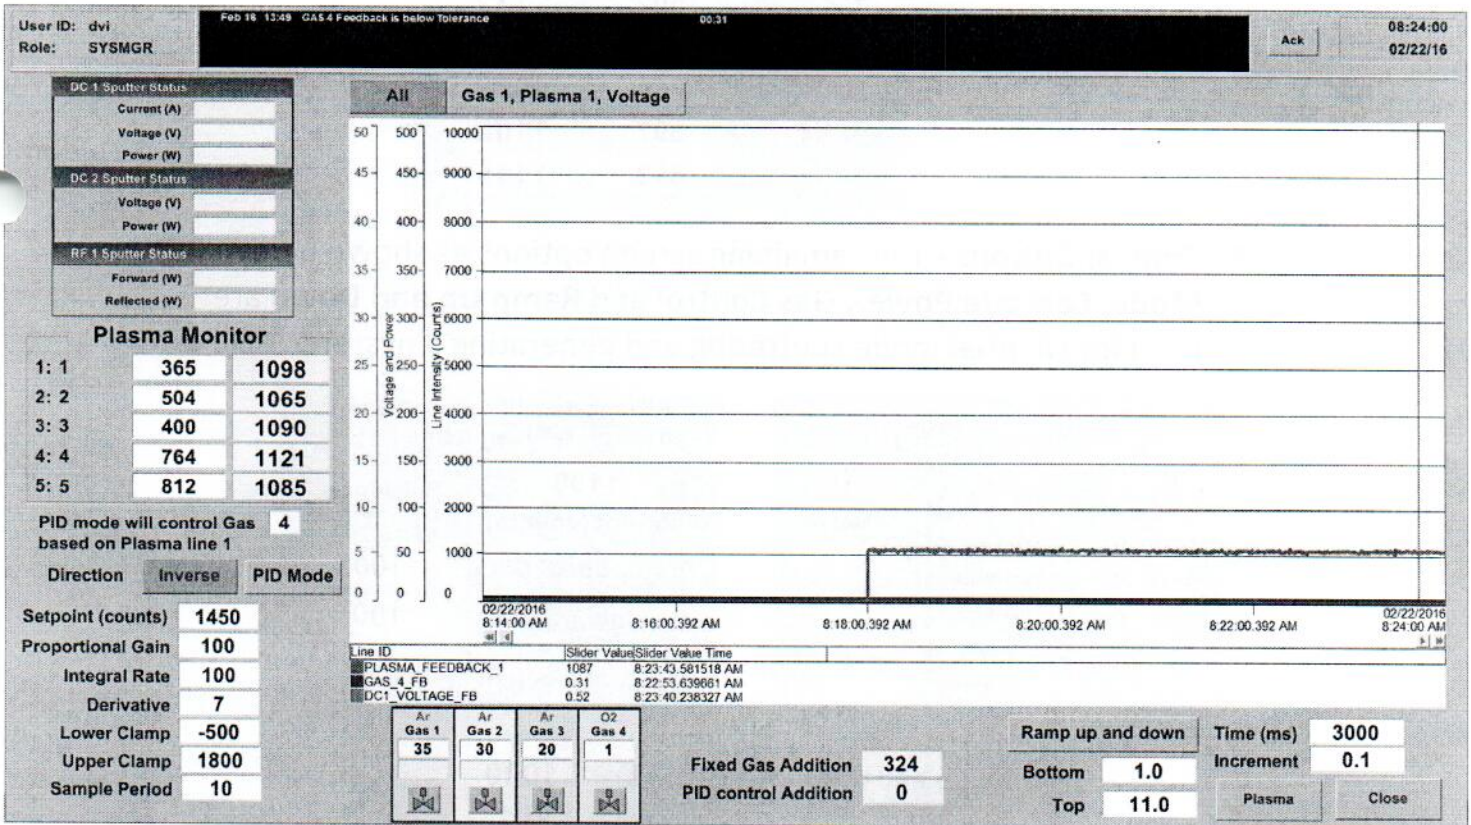 User ID: dvi
Role: SYSMGR
Feb 16 13:49 GAS 4 Feedback is below Tolerance 00:31
Ack
08:24:00
02/22/16
DC 1 Sputter Status
Current (A)
Voltage (V)
Power (W)
DC 2 Sputter Status
Voltage (V)
Power (W)
RF 1 Sputter Status
Forward (W)
Reflected (W)
Plasma Monitor
1: 1 365 1098
2: 2 504 1065
3: 3 400 1090
4: 4 764 1121
5: 5 812 1085
PID mode will control Gas 4
based on Plasma line 1
Direction Inverse PID Mode
Setpoint (counts) 1450
Proportional Gain 100
Integral Rate 100
Derivative 7
Lower Clamp -500
Upper Clamp 1800
Sample Period 10
All Gas 1, Plasma 1, Voltage
50 500 10000
45 450 9000
40 400 8000
35 350 7000
30 300 6000
25 250 5000
20 200 4000
15 150 3000
10 100 2000
5 50 1000
0 0 0
Voltage and Power
Line Intensity (Counts)
02/22/2016 02/22/2016
8:14:00 AM 8:16:00.392 AM 8:18:00.392 AM 8:20:00.392 AM 8:22:00.392 AM 8:24:00 AM
Line ID Slider Value Slider Value Time
PLASMA_FEEDBACK_1 1087 8:23:43.581518 AM
GAS_4_FB 0.31 8:22:53.639661 AM
DC1_VOLTAGE_FB 0.52 8:23:40.238327 AM
Ar Ar Ar O2
Gas 1 Gas 2 Gas 3 Gas 4
35 30 20 1
Fixed Gas Addition 324
PID control Addition 0
Ramp up and down
Bottom 1.0
Top 11.0
Time (ms) 3000
Increment 0.1
Plasma Close